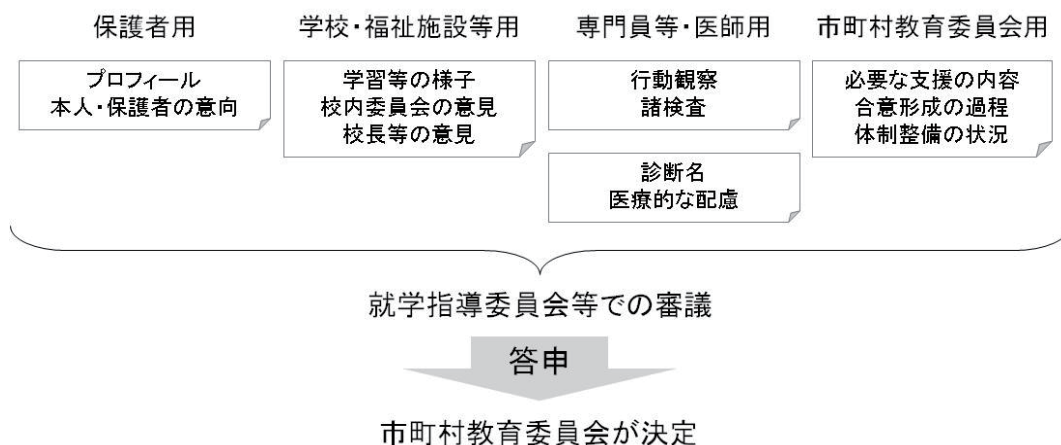 保護者用
プロフィール
本人・保護者の意向
学校・福祉施設等用
学習等の様子
校内委員会の意見
校長等の意見
専門員等・医師用
行動観察
諸検査
診断名
医療的な配慮
市町村教育委員会用
必要な支援の内容
合意形成の過程
体制整備の状況
就学指導委員会等での審議
答申
市町村教育委員会が決定